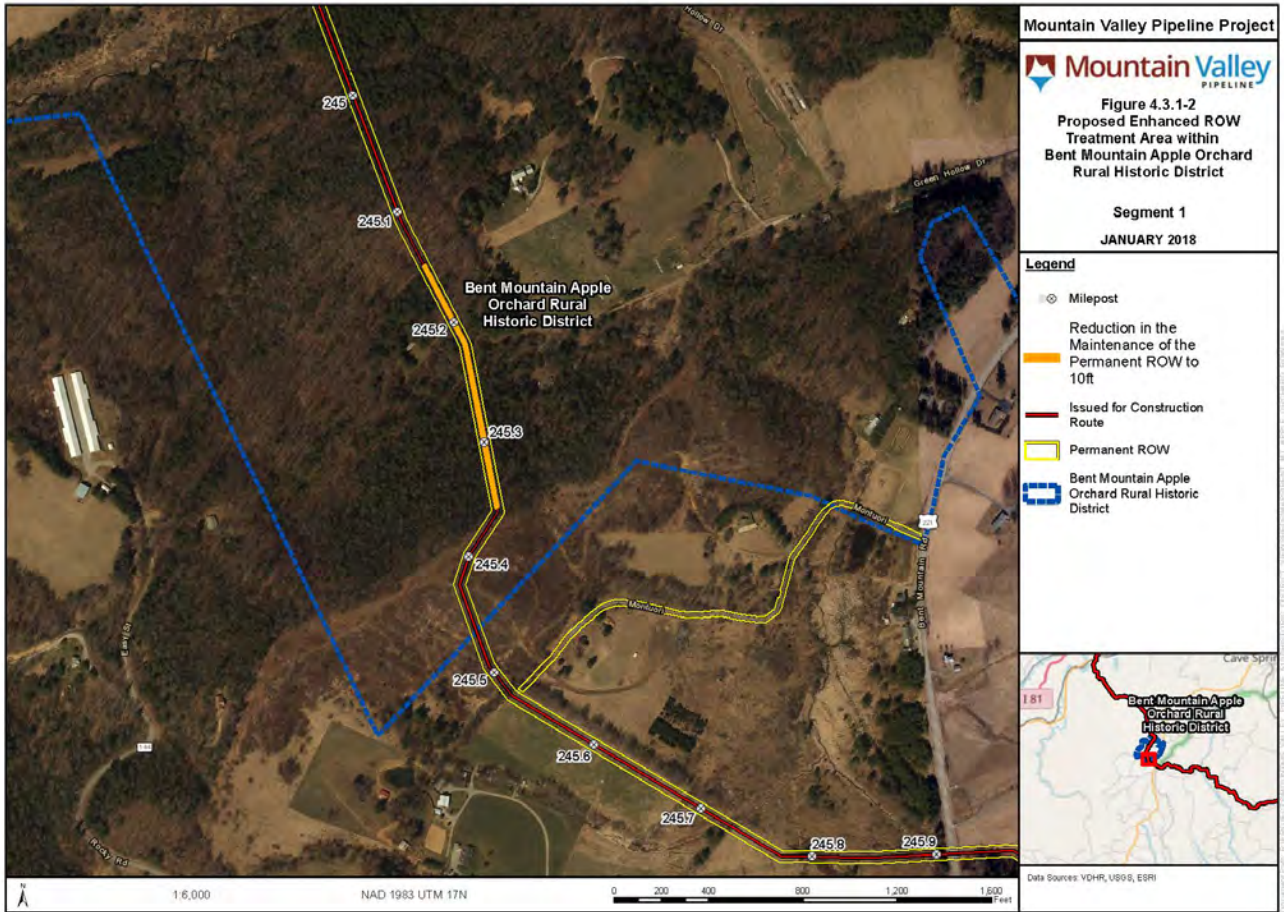 Mountain Valley Pipeline Project
Mountain Valley
PIPELINE
Figure 4.3.1-2
Proposed Enhanced ROW
Treatment Area within
Bent Mountain Apple Orchard
Rural Historic District
Segment 1
JANUARY 2018
Legend
Milepost
Reduction in the
Maintenance of the
Permanent ROW to
10ft
Issued for Construction
Route
Permanent ROW
Bent Mountain Apple
Orchard Rural Historic
District
Hollow Dr
245
Green Hollow Dr
245.1
Bent Mountain Apple
Orchard Rural
Historic District
245.2
245.3
Montuori
221
245.4
Bent Mountain Rd
Montuori
245.5
245.6
245.7
245.8
245.9
Rocky Rd
Cave Sprin
I 81
Bent Mountain Apple
Orchard Rural
Historic District
Data Sources: VDHR, USGS, ESRI
N
1:6,000
NAD 1983 UTM 17N
0 200 400 800 1,200 1,600
Feet